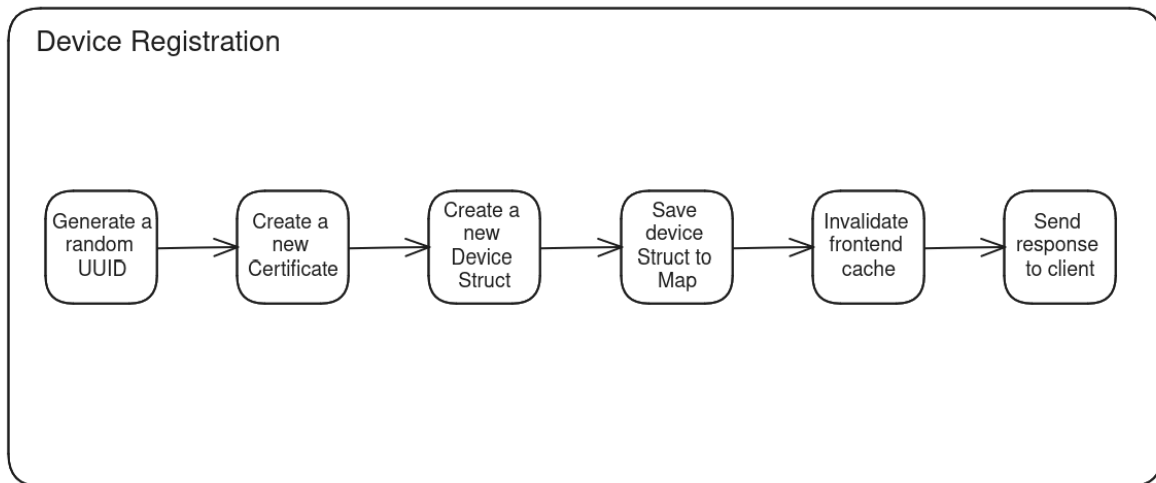 Device Registration
Generate a
random
UUID
Create a
new
Certificate
Create a
new
Device
Struct
Save
device
Struct to
Map
Invalidate
frontend
cache
Send
response
to client